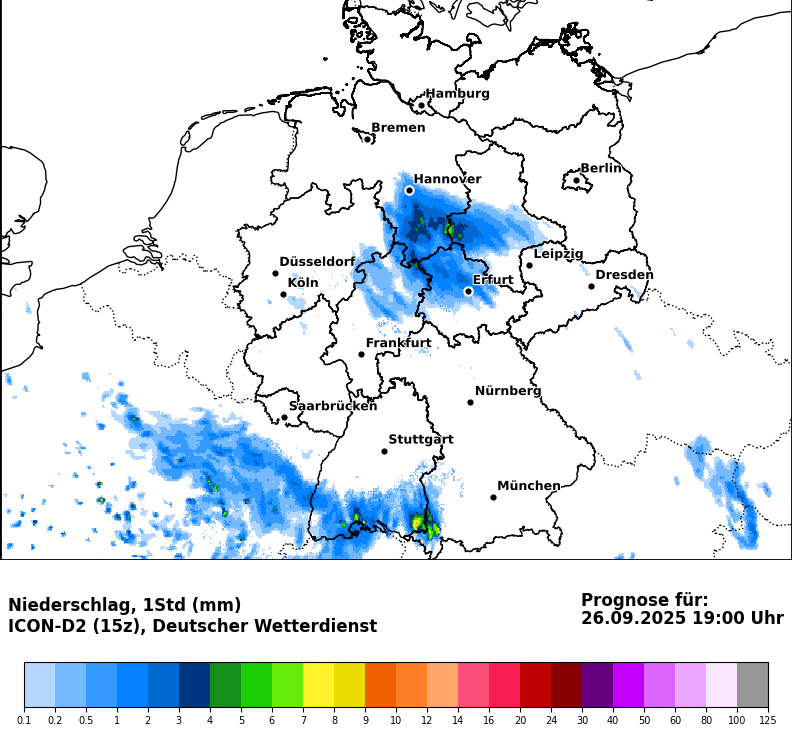 Hamburg
Bremen
Berlin
Hannover
Leipzig
Düsseldorf
Dresden
Köln
Erfurt
Frankfurt
Nürnberg
Saarbrücken
Stuttgart
München
Niederschlag, 1Std (mm)
ICON-D2 (15z), Deutscher Wetterdienst
Prognose für:
26.09.2025 19:00 Uhr
0.1 0.2 0.5 1 2 3 4 5 6 7 8 9 10 12 14 16 20 24 30 40 50 60 80 100 125